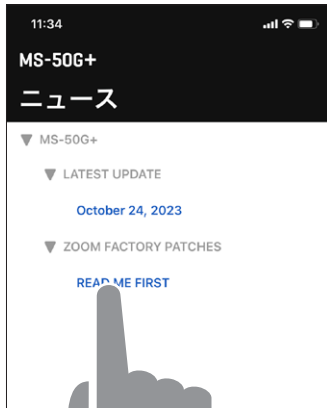 11:34
MS-50G+
ニュース
MS-50G+
LATEST UPDATE
October 24, 2023
ZOOM FACTORY PATCHES
READ ME FIRST